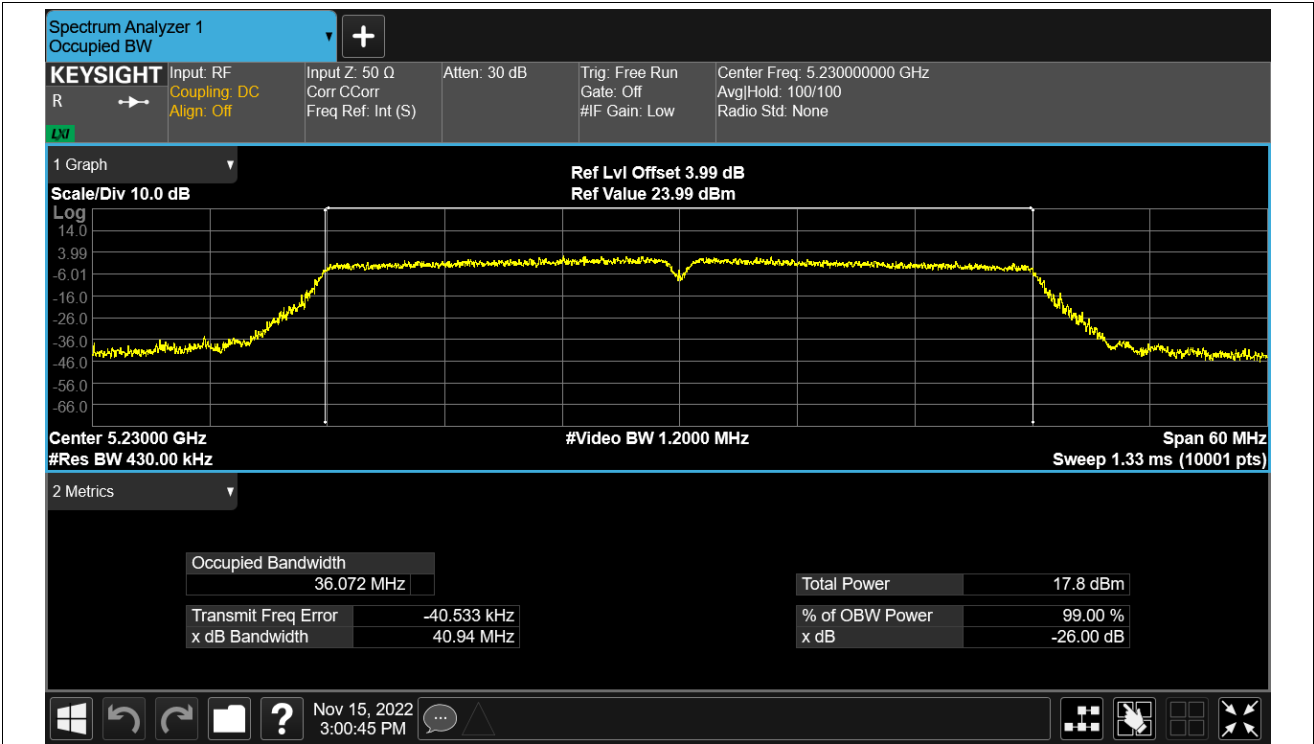 Spectrum Analyzer 1
Occupied BW
KEYSIGHT
R
LXI
Input: RF
Coupling: DC
Align: Off
Input Z: 50 Ω
Corr CCorr
Freq Ref: Int (S)
Atten: 30 dB
Trig: Free Run
Gate: Off
#IF Gain: Low
Center Freq: 5.230000000 GHz
Avg|Hold: 100/100
Radio Std: None
1 Graph
Ref Lvl Offset 3.99 dB
Scale/Div 10.0 dB
Ref Value 23.99 dBm
Log
14.0
3.99
-6.01
-16.0
-26.0
-36.0
-46.0
-56.0
-66.0
Center 5.23000 GHz
#Video BW 1.2000 MHz
Span 60 MHz
#Res BW 430.00 kHz
Sweep 1.33 ms (10001 pts)
2 Metrics
Occupied Bandwidth
36.072 MHz
Transmit Freq Error -40.533 kHz
x dB Bandwidth 40.94 MHz
Total Power 17.8 dBm
% of OBW Power 99.00 %
x dB -26.00 dB
?
Nov 15, 2022
3:00:45 PM